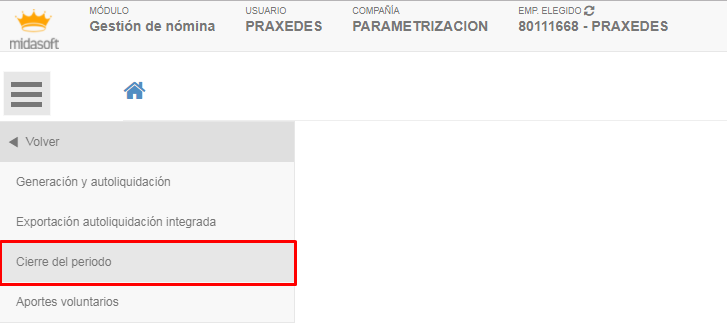 midasoft
MÓDULO
Gestión de nómina
USUARIO
PRAXEDES
COMPAÑÍA
PARAMETRIZACION
EMP. ELEGIDO
80111668 - PRAXEDES
Volver
Generación y autoliquidación
Exportación autoliquidación integrada
Cierre del periodo
Aportes voluntarios